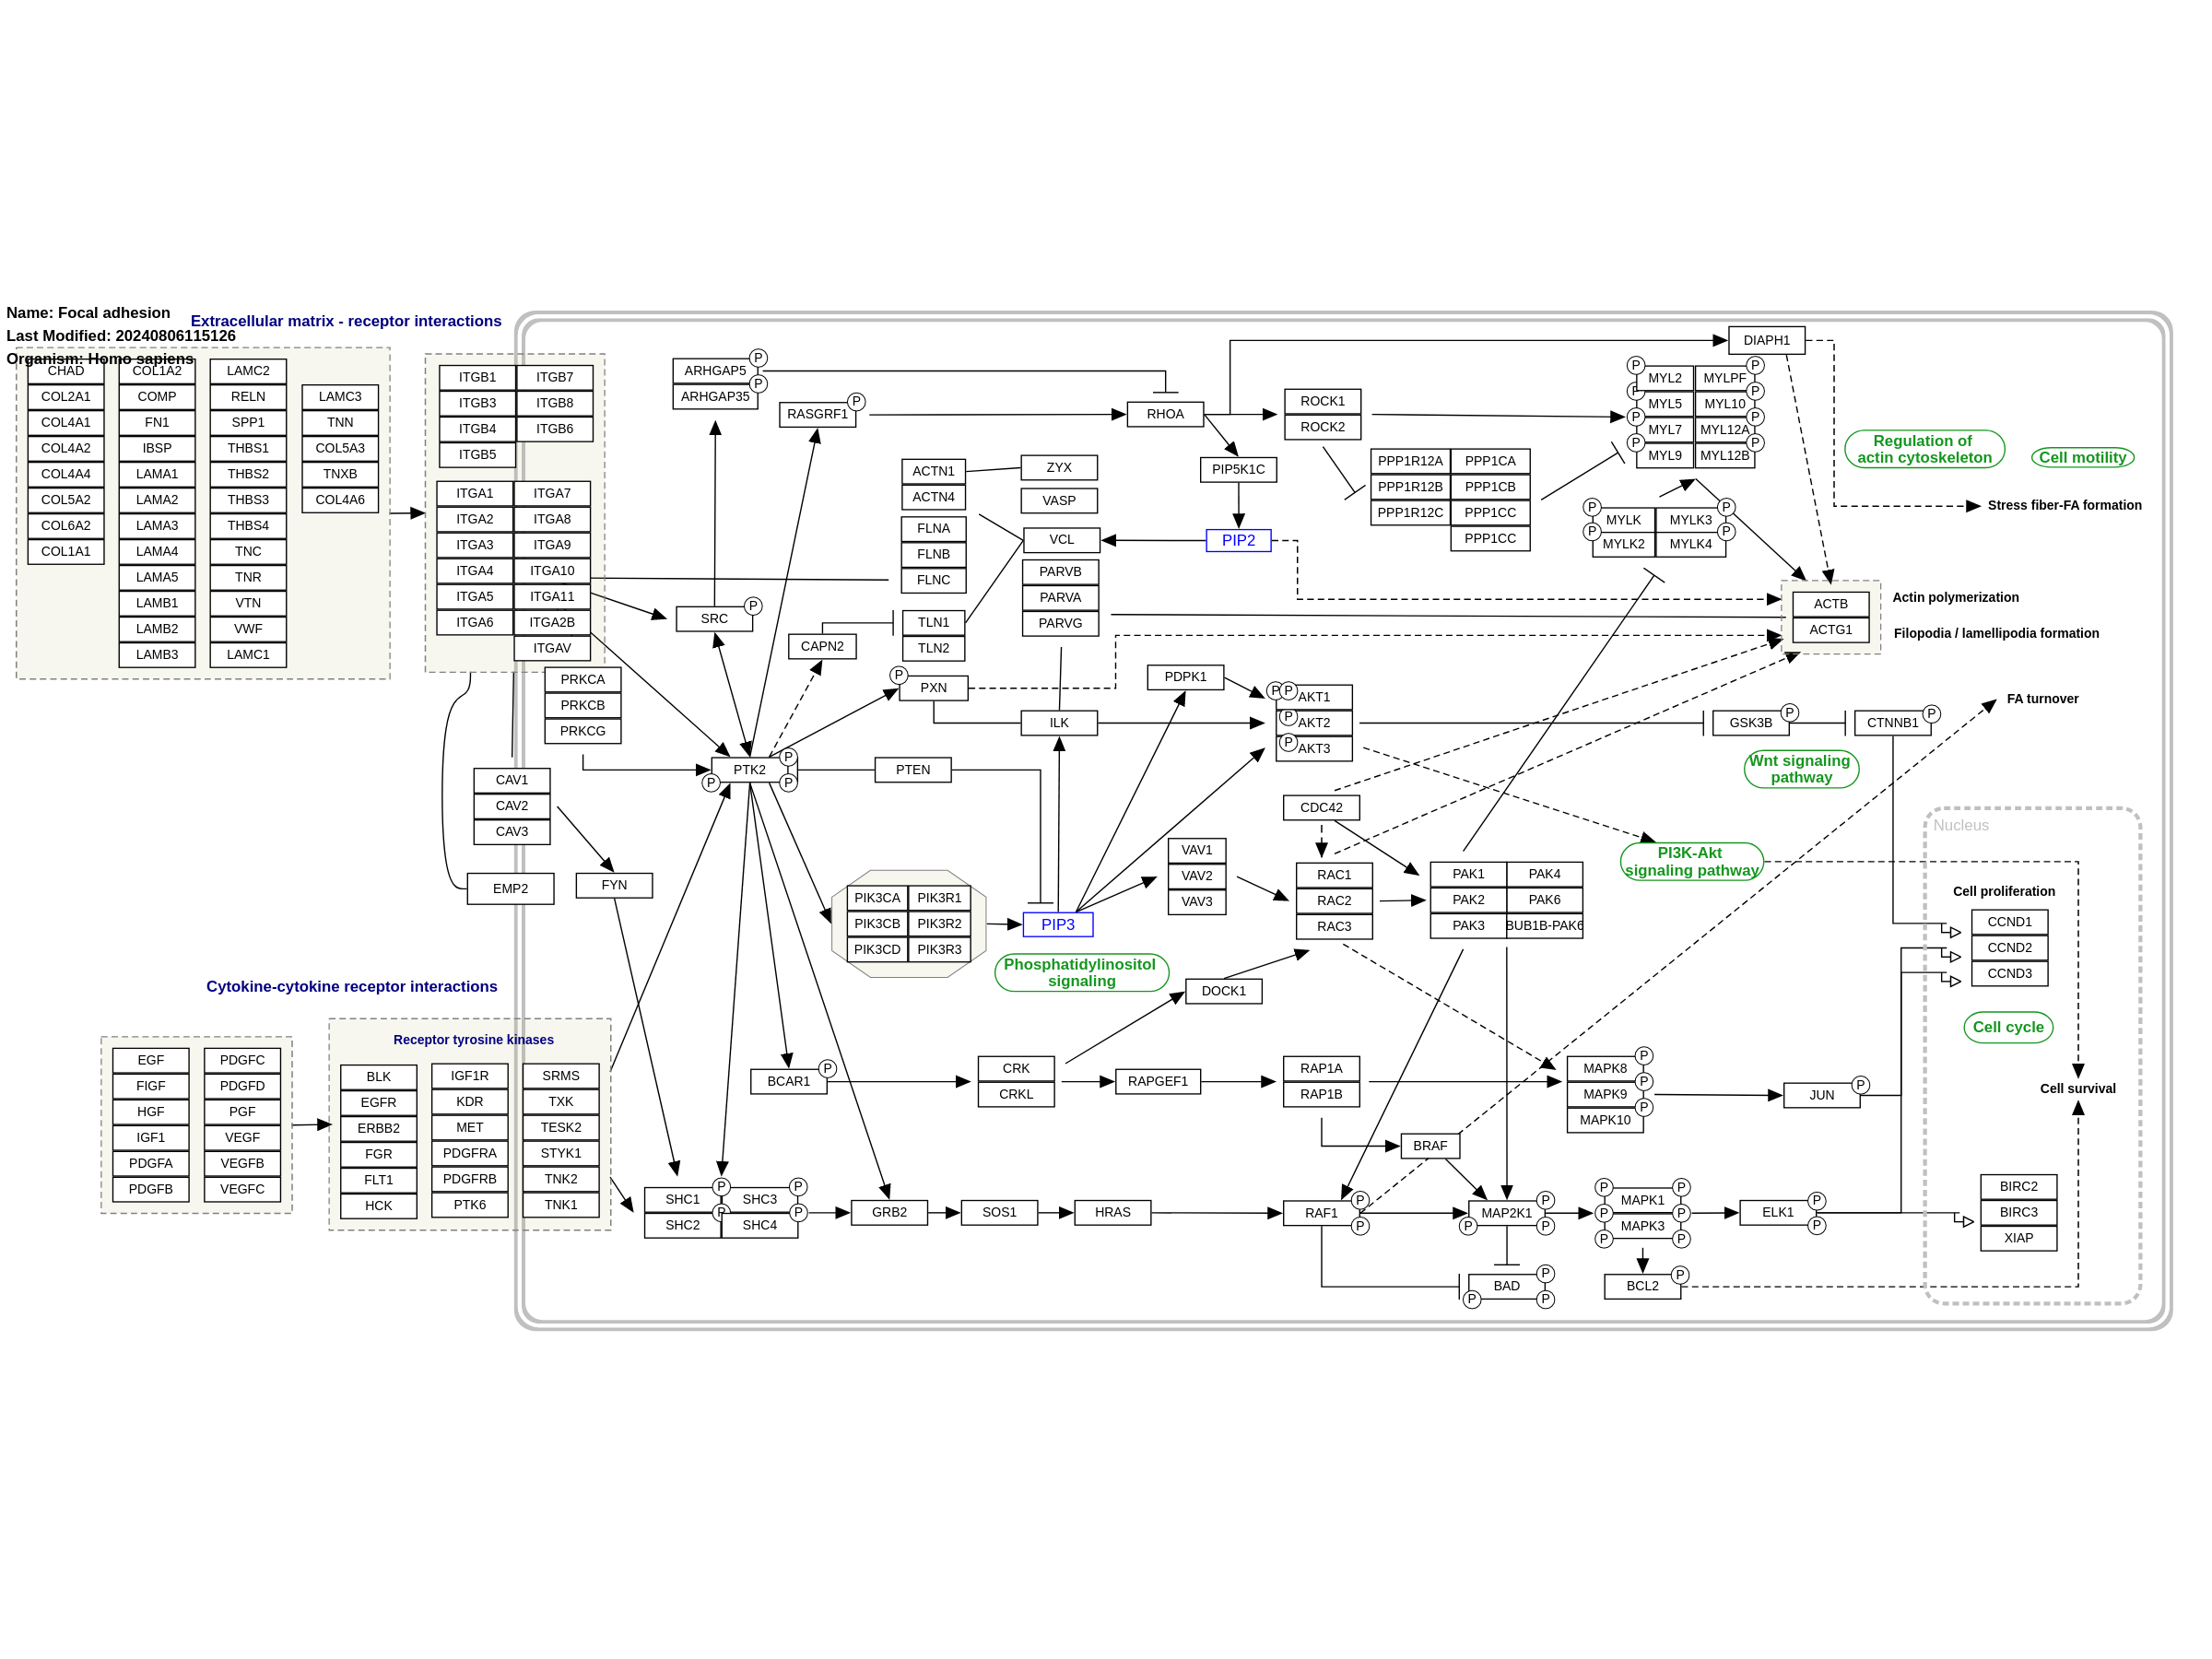 Name: Focal adhesion
Last Modified: 20240806115126
Organism: Homo sapiens
Extracellular matrix - receptor interactions
CHAD
COL2A1
COL4A1
COL4A2
COL4A4
COL5A2
COL6A2
COL1A1
COL1A2
COMP
FN1
IBSP
LAMA1
LAMA2
LAMA3
LAMA4
LAMA5
LAMB1
LAMB2
LAMB3
LAMC2
RELN
SPP1
THBS1
THBS2
THBS3
THBS4
TNC
TNR
VTN
VWF
LAMC1
LAMC3
TNN
COL5A3
TNXB
COL4A6
ITGB1
ITGB3
ITGB4
ITGB5
ITGB7
ITGB8
ITGB6
ITGA1
ITGA2
ITGA3
ITGA4
ITGA5
ITGA6
ITGA7
ITGA8
ITGA9
ITGA10
ITGA11
ITGA2B
ITGAV
PRKCA
PRKCB
PRKCG
CAV1
CAV2
CAV3
EMP2
FYN
ARHGAP5
P
ARHGAP35
P
RASGRF1
P
SRC
P
CAPN2
PTK2
P
P
P
ACTN1
ACTN4
FLNA
FLNB
FLNC
TLN1
TLN2
PXN
P
PTEN
ZYX
VASP
VCL
PARVB
PARVA
PARVG
ILK
RHOA
PIP5K1C
PIP2
ROCK1
ROCK2
PPP1R12A
PPP1R12B
PPP1R12C
PPP1CA
PPP1CB
PPP1CC
PPP1CC
DIAPH1
MYL2
MYL5
MYL7
MYL9
MYLPF
MYL10
MYL12A
MYL12B
P
P
P
P
P
P
P
P
MYLK
MYLK2
MYLK3
MYLK4
P
P
P
P
Regulation of
actin cytoskeleton
Cell motility
Stress fiber-FA formation
ACTB
ACTG1
Actin polymerization
Filopodia / lamellipodia formation
FA turnover
PDPK1
AKT1
AKT2
AKT3
P
P
P
P
GSK3B
P
CTNNB1
P
Wnt signaling
pathway
CDC42
VAV1
VAV2
VAV3
RAC1
RAC2
RAC3
PAK1
PAK2
PAK3
PAK4
PAK6
BUB1B-PAK6
PI3K-Akt
signaling pathway
PIK3CA
PIK3CB
PIK3CD
PIK3R1
PIK3R2
PIK3R3
PIP3
Phosphatidylinositol
signaling
DOCK1
Nucleus
Cell proliferation
CCND1
CCND2
CCND3
Cell cycle
Cell survival
BIRC2
BIRC3
XIAP
Cytokine-cytokine receptor interactions
EGF
FIGF
HGF
IGF1
PDGFA
PDGFB
PDGFC
PDGFD
PGF
VEGF
VEGFB
VEGFC
Receptor tyrosine kinases
BLK
EGFR
ERBB2
FGR
FLT1
HCK
IGF1R
KDR
MET
PDGFRA
PDGFRB
PTK6
SRMS
TXK
TESK2
STYK1
TNK2
TNK1
BCAR1
P
CRK
CRKL
RAPGEF1
RAP1A
RAP1B
MAPK8
MAPK9
MAPK10
P
P
P
JUN
P
BRAF
SHC1
SHC2
SHC3
SHC4
P
P
P
P
GRB2
SOS1
HRAS
RAF1
P
P
MAP2K1
P
P
P
MAPK1
MAPK3
P
P
P
P
P
P
ELK1
P
P
BAD
P
P
P
BCL2
P